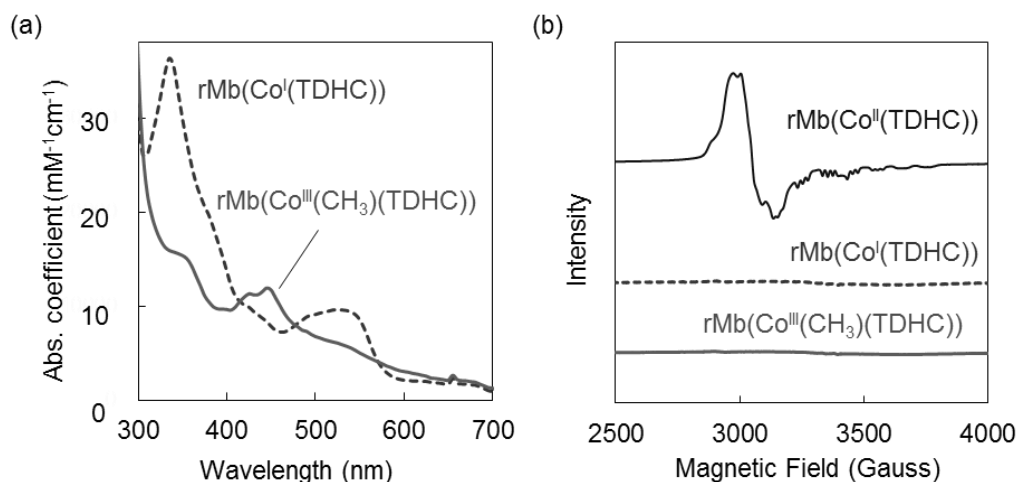 (a)
Abs. coefficient (mM⁻¹cm⁻¹)
30
20
10
0
rMb(Coᴵ(TDHC))
rMb(Coᴵᴵᴵ(CH₃)(TDHC))
300 400 500 600 700
Wavelength (nm)
(b)
Intensity
rMb(Coᴵᴵ(TDHC))
rMb(Coᴵ(TDHC))
rMb(Coᴵᴵᴵ(CH₃)(TDHC))
2500 3000 3500 4000
Magnetic Field (Gauss)